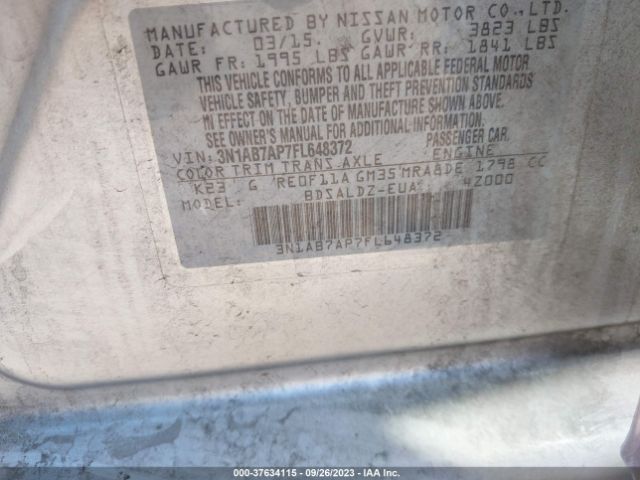 MANUFACTURED BY NISSAN MOTOR CO., LTD.
DATE: 03/15. GVWR: 3823 LBS
GAWR FR: 1995 LBS GAWR RR: 1841 LBS
THIS VEHICLE CONFORMS TO ALL APPLICABLE FEDERAL MOTOR
VEHICLE SAFETY, BUMPER AND THEFT PREVENTION STANDARDS
IN EFFECT ON THE DATE OF MANUFACTURE SHOWN ABOVE.
SEE OWNER'S MANUAL FOR ADDITIONAL INFORMATION.
VIN: 3N1AB7AP7FL648372 PASSENGER CAR.
COLOR TRIM TRANS AXLE ENGINE
K23 G RE0F11A GM35 MRA8DE 1798 CC
MODEL: BDSALDZ-EUA 4Z000
3N1AB7AP7FL648372
000-37634115 | 09/26/2023 | IAA Inc.